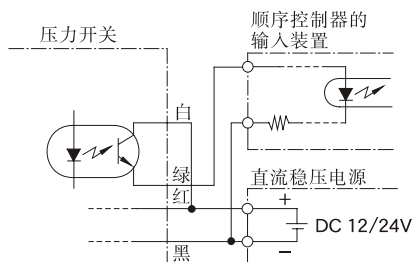 压力开关
顺序控制器的
输入装置
白
绿
红
直流稳压电源
+
DC 12/24V
−
黑